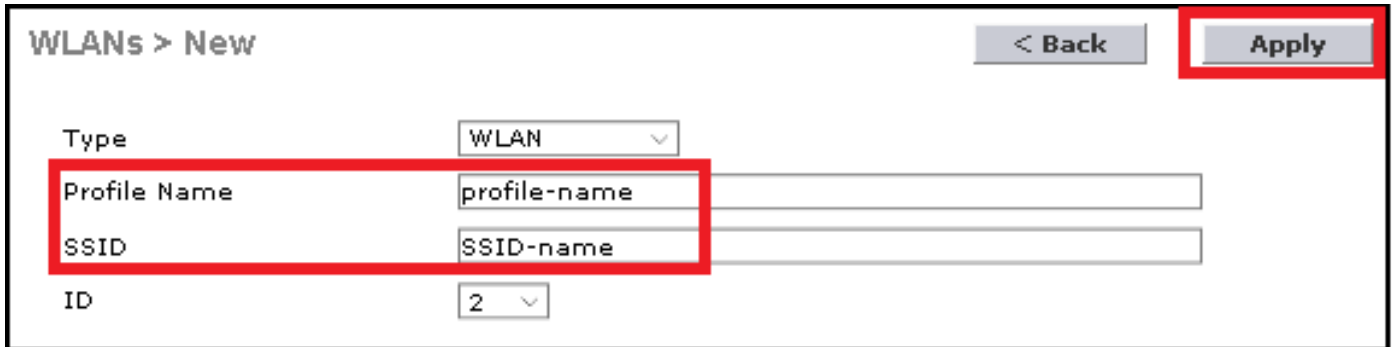 WLANs > New < Back Apply
Type WLAN
Profile Name profile-name
SSID SSID-name
ID 2